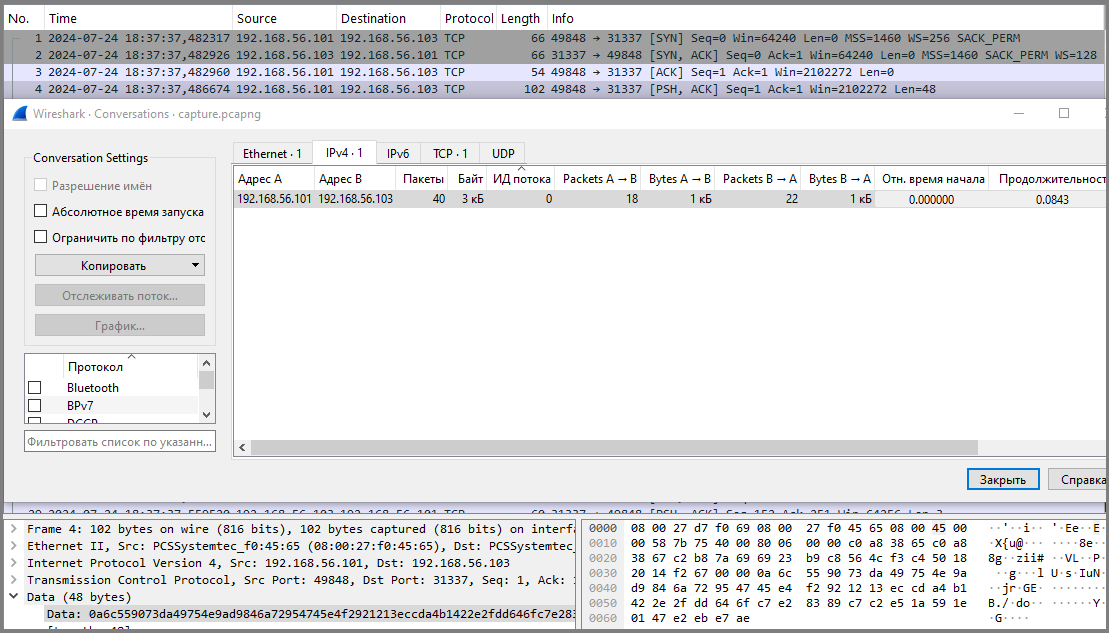 No. Time Source Destination Protocol Length Info
1 2024-07-24 18:37:37,482317 192.168.56.101 192.168.56.103 TCP 66 49848 → 31337 [SYN] Seq=0 Win=64240 Len=0 MSS=1460 WS=256 SACK_PERM
2 2024-07-24 18:37:37,482926 192.168.56.103 192.168.56.101 TCP 66 31337 → 49848 [SYN, ACK] Seq=0 Ack=1 Win=64240 Len=0 MSS=1460 SACK_PERM WS=128
3 2024-07-24 18:37:37,482960 192.168.56.101 192.168.56.103 TCP 54 49848 → 31337 [ACK] Seq=1 Ack=1 Win=2102272 Len=0
4 2024-07-24 18:37:37,486674 192.168.56.101 192.168.56.103 TCP 102 49848 → 31337 [PSH, ACK] Seq=1 Ack=1 Win=2102272 Len=48
Wireshark · Conversations · capture.pcapng
Conversation Settings
Разрешение имён
Абсолютное время запуска
Ограничить по фильтру отс
Копировать
Отслеживать поток...
График...
Протокол
Bluetooth
BPv7
DCCP
Фильтровать список по указанн...
Ethernet · 1 IPv4 · 1 IPv6 TCP · 1 UDP
Адрес A Адрес B Пакеты Байт ИД потока Packets A → B Bytes A → B Packets B → A Bytes B → A Отн. время начала Продолжительност
192.168.56.101 192.168.56.103 40 3 кБ 0 18 1 кБ 22 1 кБ 0.000000 0.0843
Закрыть Справка
Frame 4: 102 bytes on wire (816 bits), 102 bytes captured (816 bits) on interfa
Ethernet II, Src: PCSSystemtec_f0:45:65 (08:00:27:f0:45:65), Dst: PCSSystemtec_
Internet Protocol Version 4, Src: 192.168.56.101, Dst: 192.168.56.103
Transmission Control Protocol, Src Port: 49848, Dst Port: 31337, Seq: 1, Ack: 1
Data (48 bytes)
Data: 0a6c559073da49754e9ad9846a72954745e4f2921213eccda4b1422e2fdd646fc7e283
0000 08 00 27 d7 f0 69 08 00 27 f0 45 65 08 00 45 00 ··'··i·· '·Ee··E·
0010 00 58 7b 75 40 00 80 06 00 00 c0 a8 38 65 c0 a8 ·X{u@··· ····8e··
0020 38 67 c2 b8 7a 69 69 23 b9 c8 56 4c f3 c4 50 18 8g··zii# ··VL··P·
0030 20 14 f2 67 00 00 0a 6c 55 90 73 da 49 75 4e 9a ··g···l U·s·IuN·
0040 d9 84 6a 72 95 47 45 e4 f2 92 12 13 ec cd a4 b1 ··jr·GE· ········
0050 42 2e 2f dd 64 6f c7 e2 83 89 c7 c2 e5 1a 59 1e B./·do·· ······Y·
0060 01 47 e2 eb e7 ae ·G····